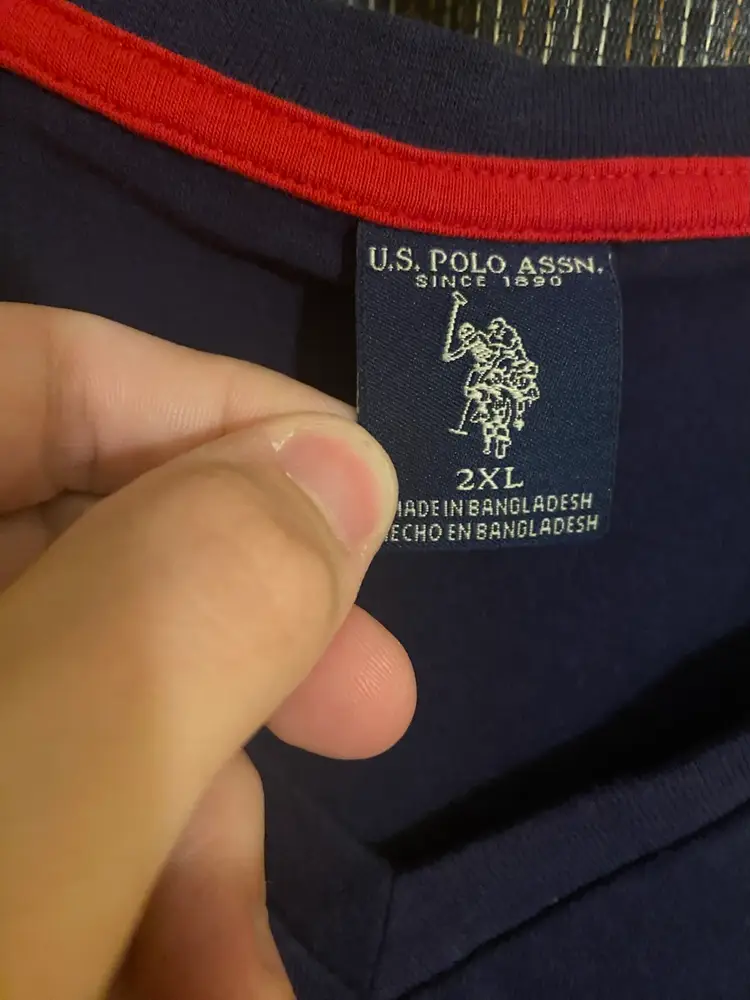 U.S. POLO ASSN.
SINCE 1890
2XL
MADE IN BANGLADESH
HECHO EN BANGLADESH